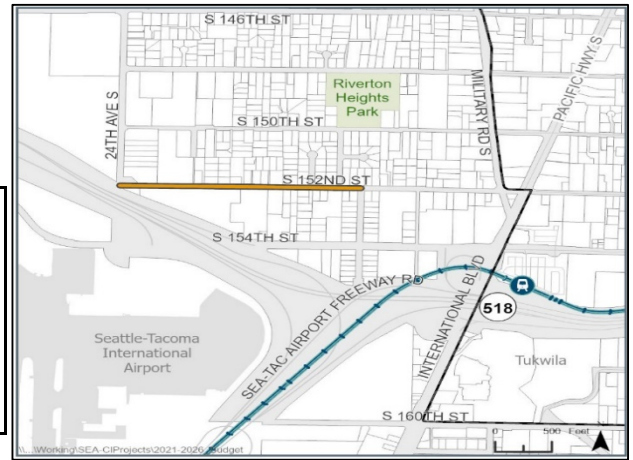 S 146TH ST
MILITARY RD S
PACIFIC HWY S
Riverton
Heights
Park
S 150TH ST
24TH AVE S
S 152ND ST
S 154TH ST
SEA-TAC AIRPORT FREEWAY RD
INTERNATIONAL BLVD
518
Seattle-Tacoma
International
Airport
Tukwila
S 160TH ST
0 500 Feet
\\...\Working\SEA-CIProjects\2021-2026_Budget